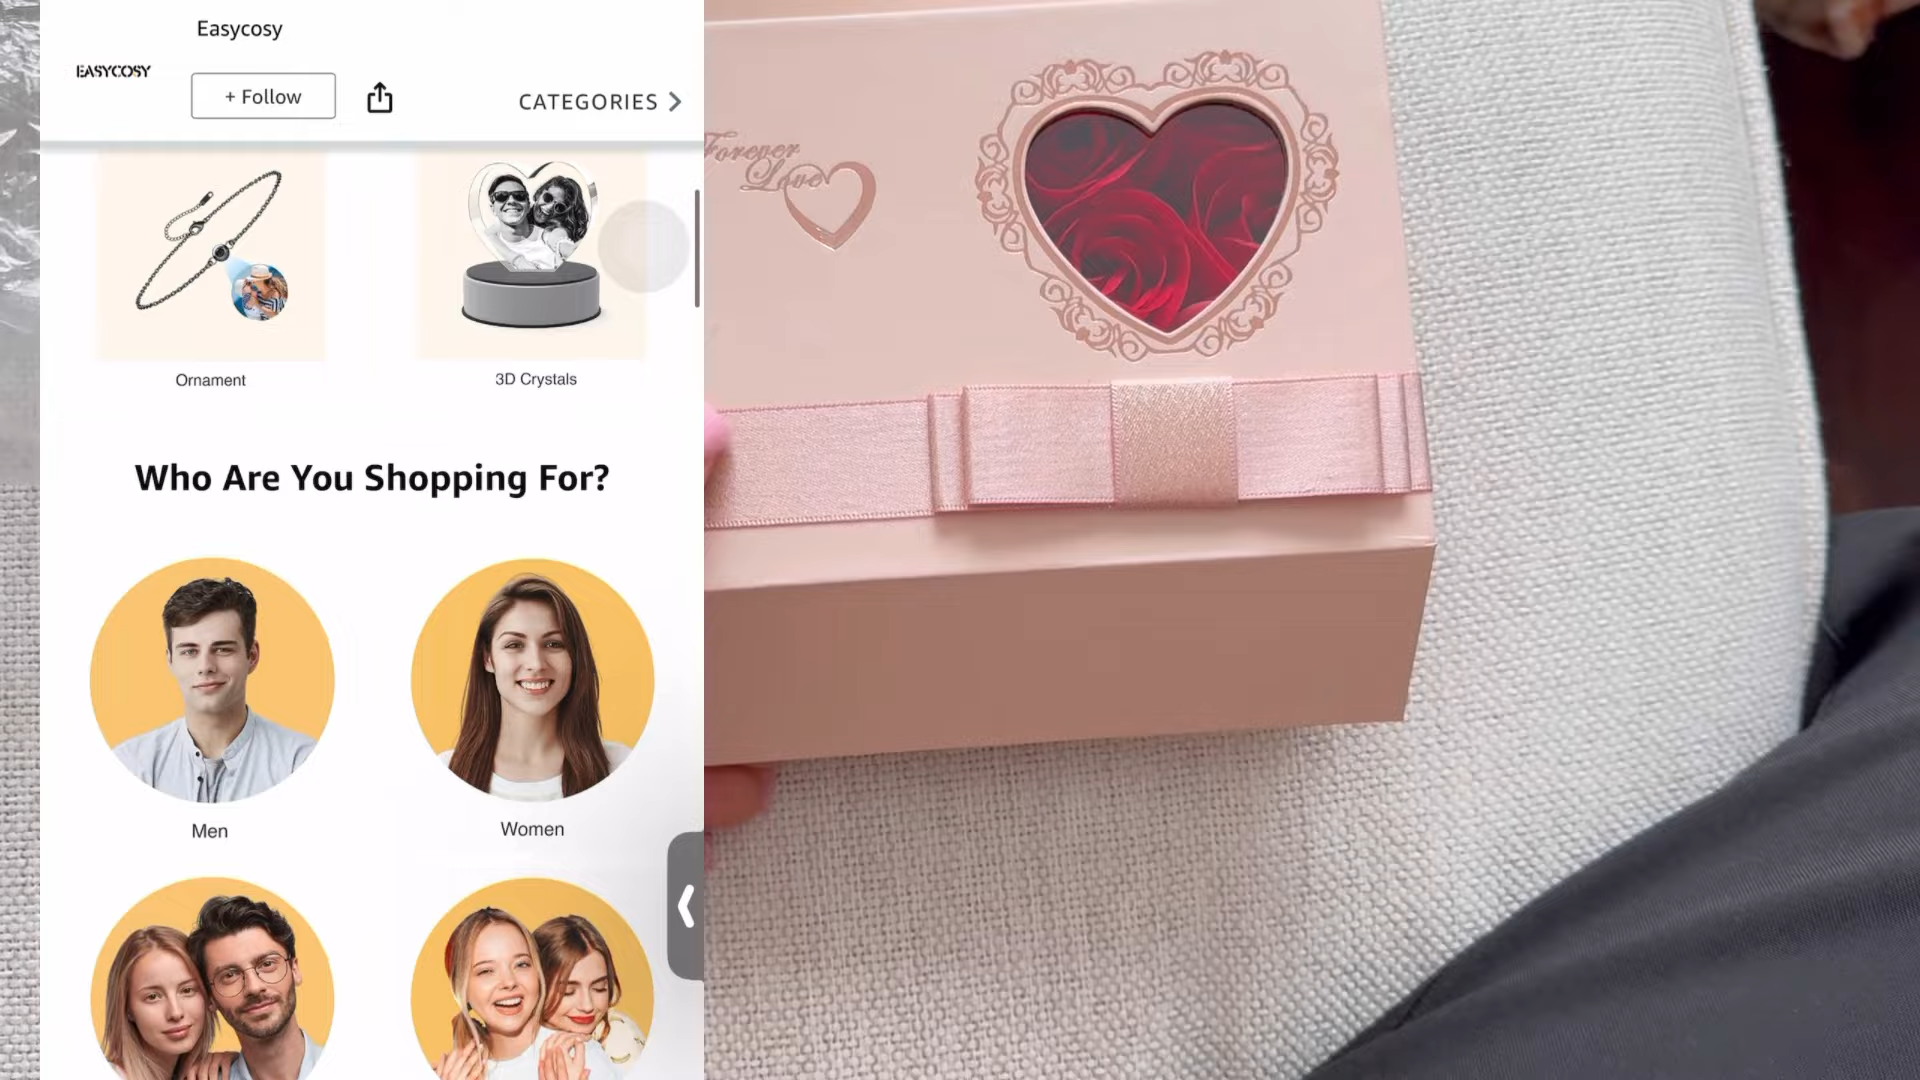 Easycosy
EASYCOSY
+ Follow
CATEGORIES
Ornament
3D Crystals
Who Are You Shopping For?
Men
Women
Forever
Love